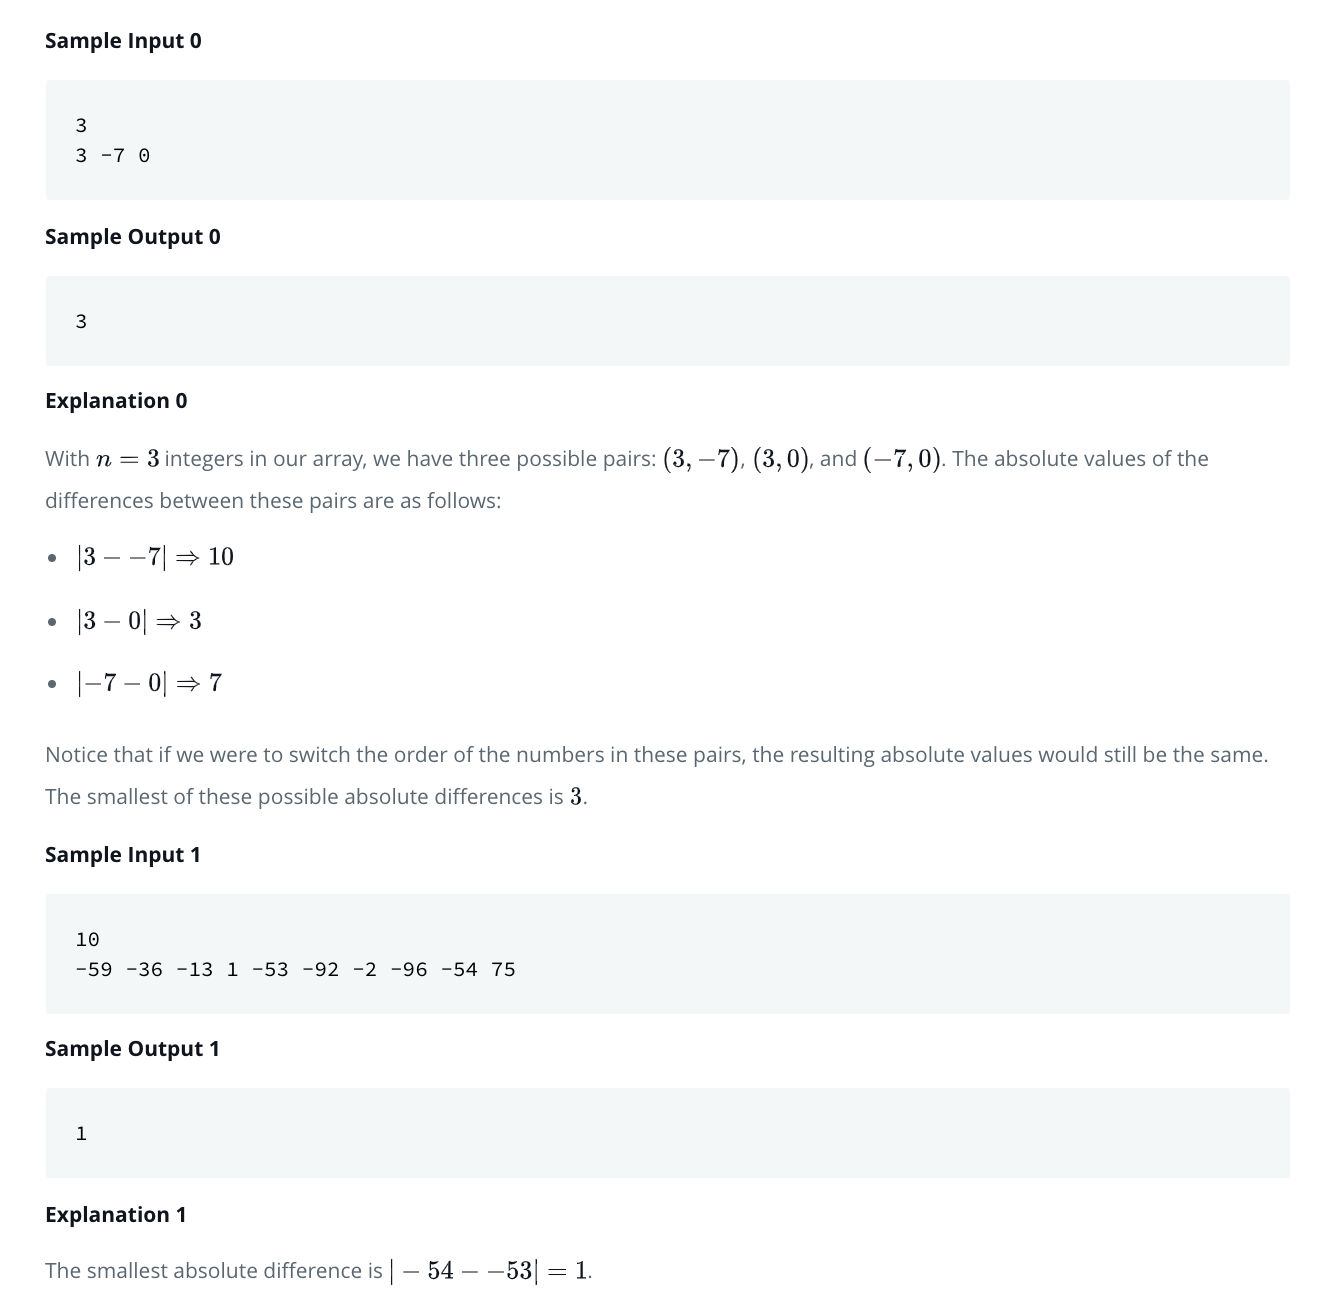 Sample Input 0
3
3 -7 0
Sample Output 0
3
Explanation 0
With n = 3 integers in our array, we have three possible pairs: (3, −7), (3, 0), and (−7, 0). The absolute values of the
differences between these pairs are as follows:
• |3 − −7| ⇒ 10
• |3 − 0| ⇒ 3
• |−7 − 0| ⇒ 7
Notice that if we were to switch the order of the numbers in these pairs, the resulting absolute values would still be the same.
The smallest of these possible absolute differences is 3.
Sample Input 1
10
-59 -36 -13 1 -53 -92 -2 -96 -54 75
Sample Output 1
1
Explanation 1
The smallest absolute difference is | − 54 − −53| = 1.